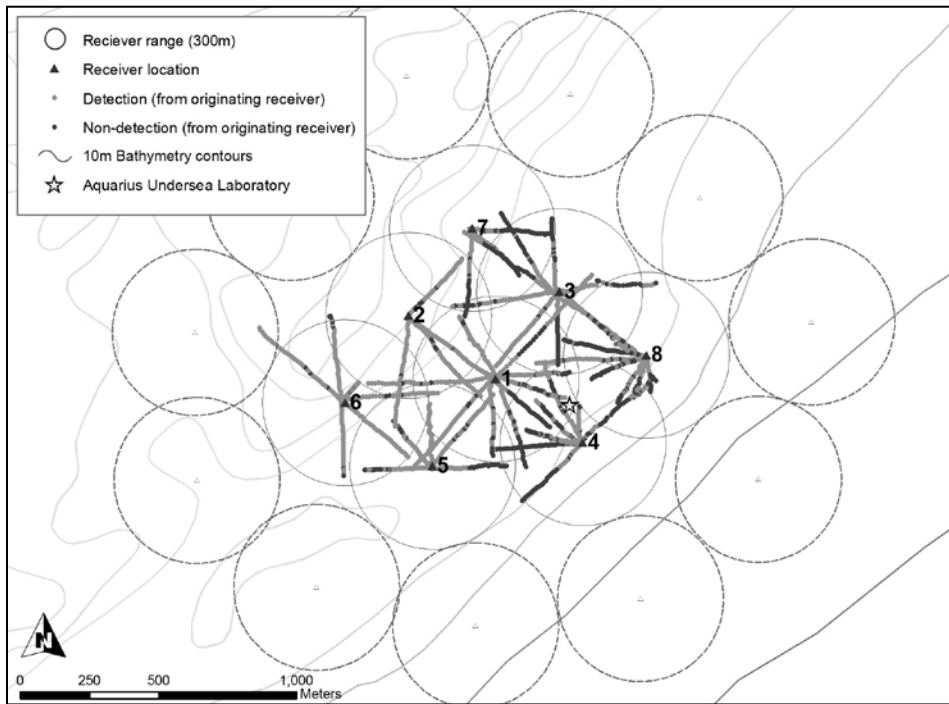 Reciever range (300m)
Receiver location
Detection (from originating receiver)
Non-detection (from originating receiver)
10m Bathymetry contours
Aquarius Undersea Laboratory
7
3
2
8
1
6
4
5
N
0 250 500 1,000
Meters